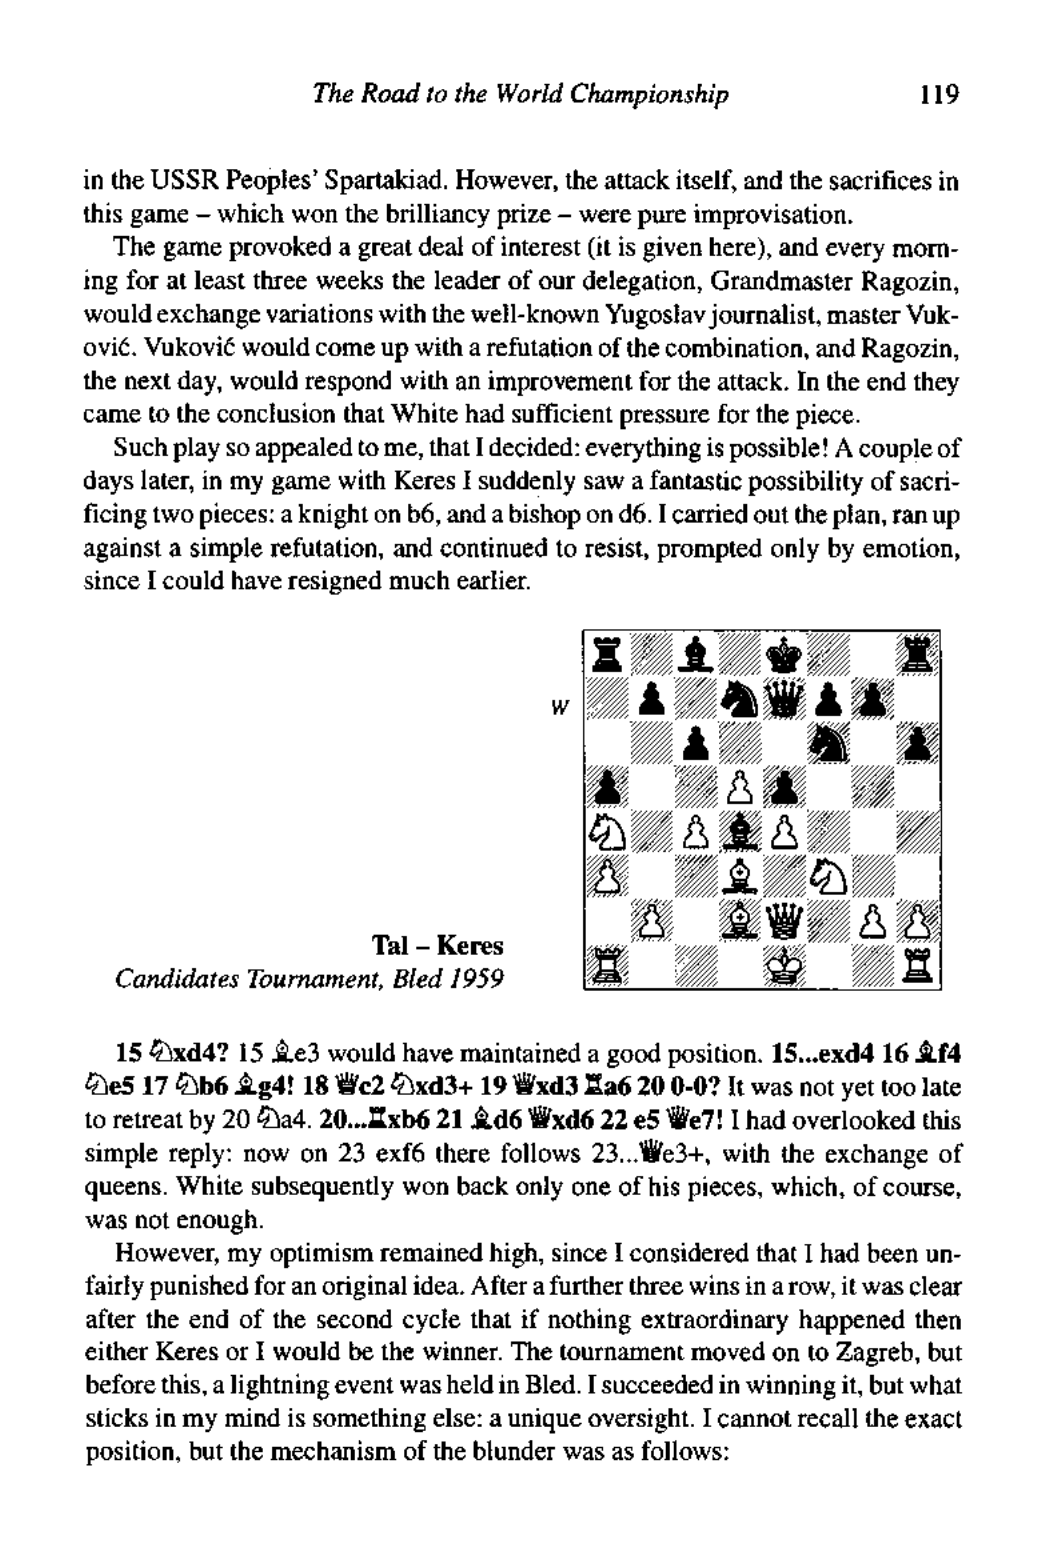 The Road to the World Championship 119
in the USSR Peoples' Spartakiad. However, the attack itself, and the sacrifices in
this game – which won the brilliancy prize – were pure improvisation.
The game provoked a great deal of interest (it is given here), and every morn-
ing for at least three weeks the leader of our delegation, Grandmaster Ragozin,
would exchange variations with the well-known Yugoslav journalist, master Vuk-
ović. Vuković would come up with a refutation of the combination, and Ragozin,
the next day, would respond with an improvement for the attack. In the end they
came to the conclusion that White had sufficient pressure for the piece.
Such play so appealed to me, that I decided: everything is possible! A couple of
days later, in my game with Keres I suddenly saw a fantastic possibility of sacri-
ficing two pieces: a knight on b6, and a bishop on d6. I carried out the plan, ran up
against a simple refutation, and continued to resist, prompted only by emotion,
since I could have resigned much earlier.
W
Tal – Keres
Candidates Tournament, Bled 1959
15 ♘xd4? 15 ♗e3 would have maintained a good position. 15...exd4 16 ♗f4
♘e5 17 ♘b6 ♗g4! 18 ♕c2 ♘xd3+ 19 ♕xd3 ♖a6 20 0-0? It was not yet too late
to retreat by 20 ♘a4. 20...♖xb6 21 ♗d6 ♕xd6 22 e5 ♕e7! I had overlooked this
simple reply: now on 23 exf6 there follows 23...♕e3+, with the exchange of
queens. White subsequently won back only one of his pieces, which, of course,
was not enough.
However, my optimism remained high, since I considered that I had been un-
fairly punished for an original idea. After a further three wins in a row, it was clear
after the end of the second cycle that if nothing extraordinary happened then
either Keres or I would be the winner. The tournament moved on to Zagreb, but
before this, a lightning event was held in Bled. I succeeded in winning it, but what
sticks in my mind is something else: a unique oversight. I cannot recall the exact
position, but the mechanism of the blunder was as follows: